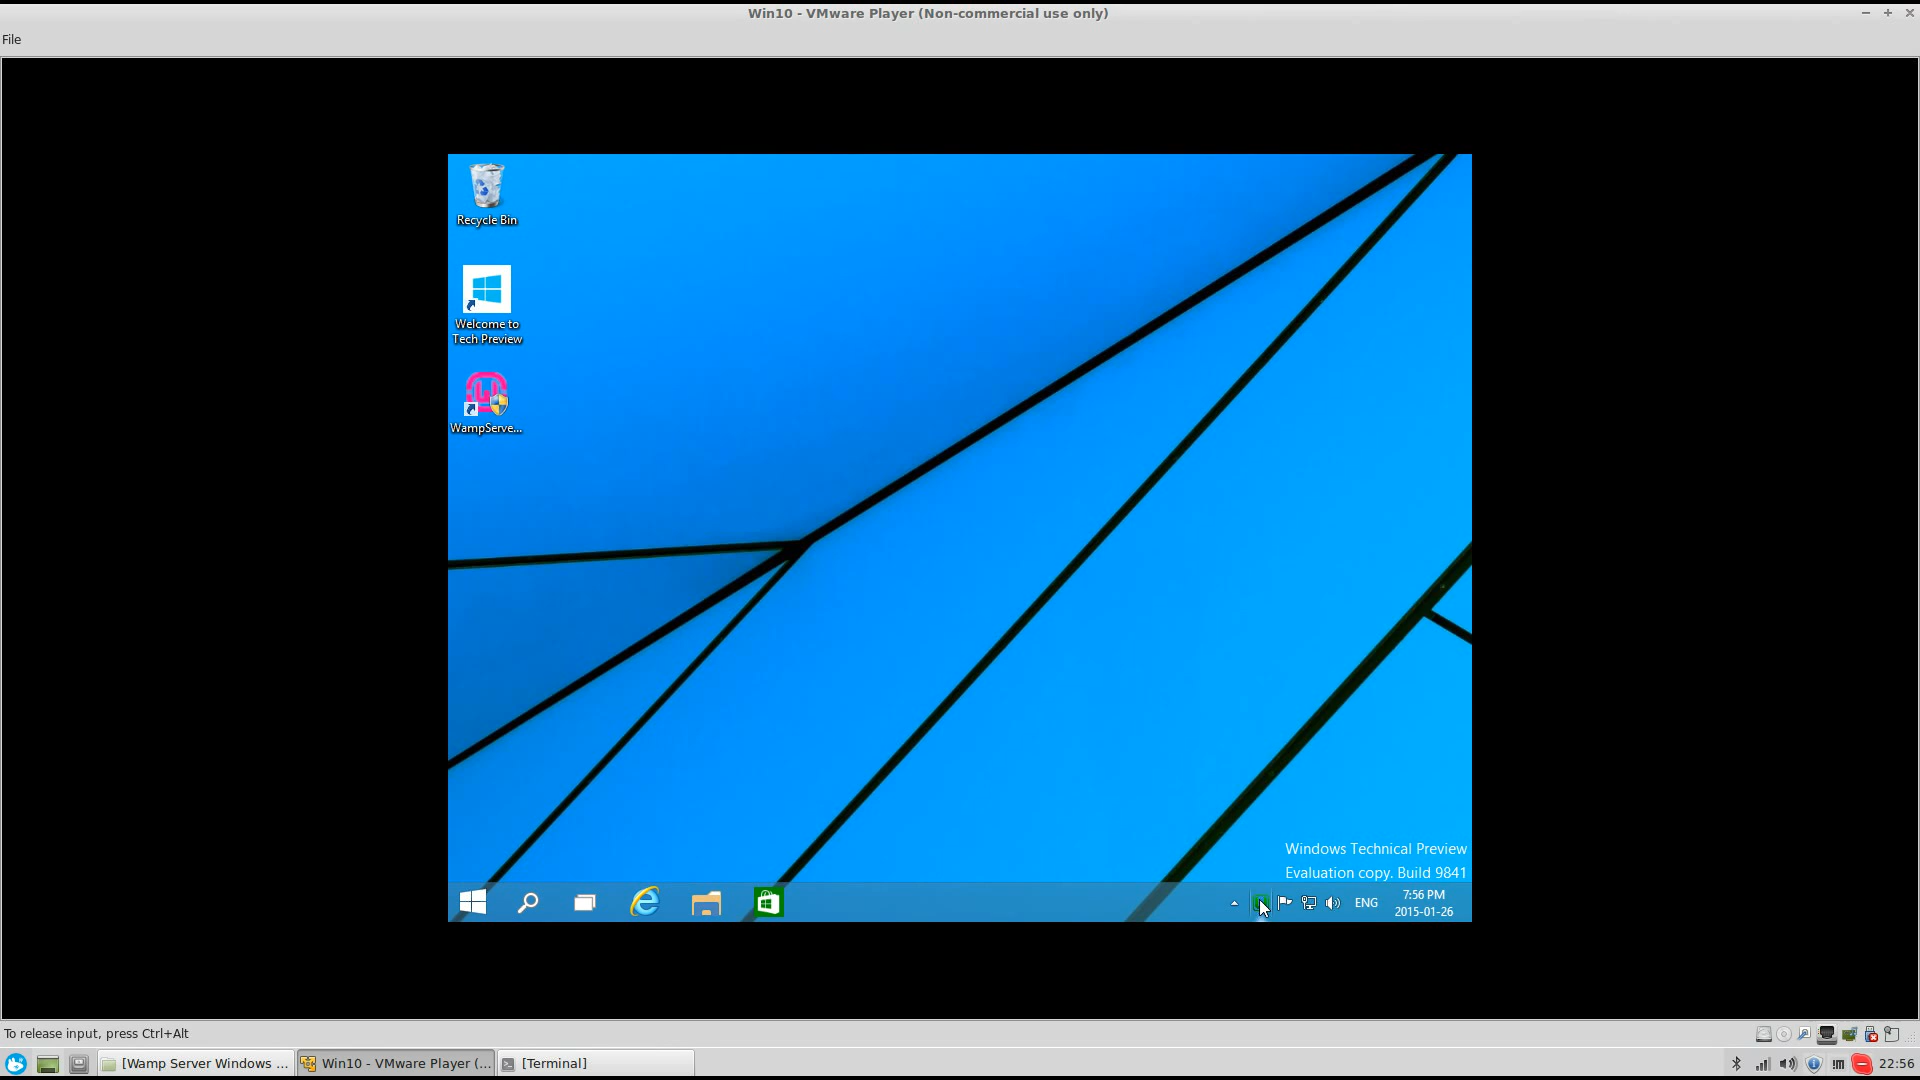 Win10 - VMware Player (Non-commercial use only)
File
Recycle Bin
Welcome to
Tech Preview
WampServe...
Windows Technical Preview
Evaluation copy. Build 9841
ENG
7:56 PM
2015-01-26
To release input, press Ctrl+Alt
[Wamp Server Windows ...
Win10 - VMware Player (...
[Terminal]
22:56